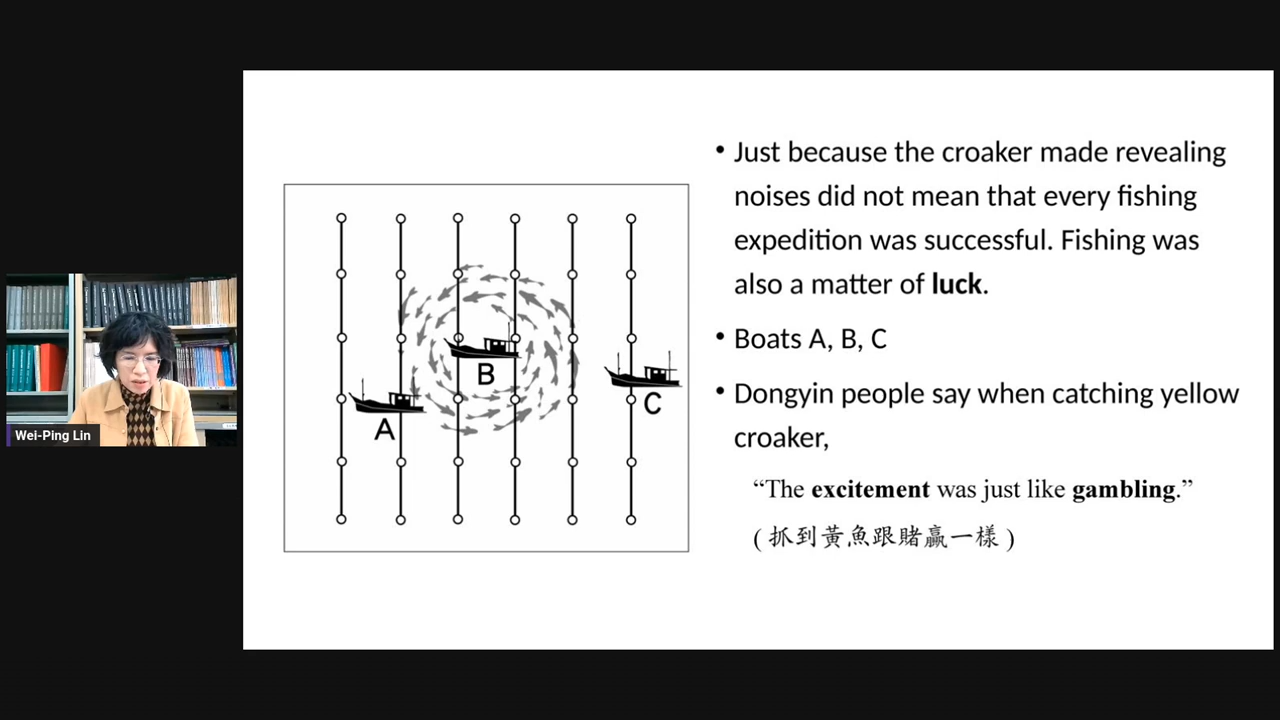 Just because the croaker made revealing
noises did not mean that every fishing
expedition was successful. Fishing was
also a matter of luck.
Boats A, B, C
Dongyin people say when catching yellow
croaker,
“The excitement was just like gambling.”
( 抓到黃魚跟賭贏一樣 )
A
B
C
Wei-Ping Lin